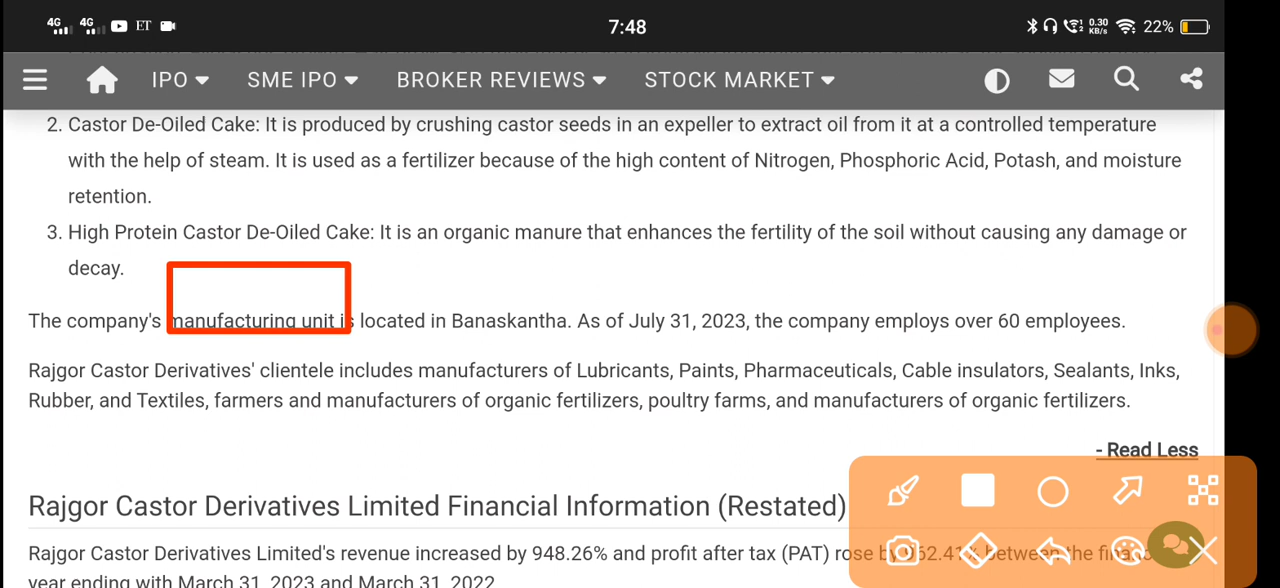 4G 4G ET 7:48 0.30 KB/s 22%
IPO SME IPO BROKER REVIEWS STOCK MARKET
2. Castor De-Oiled Cake: It is produced by crushing castor seeds in an expeller to extract oil from it at a controlled temperature
with the help of steam. It is used as a fertilizer because of the high content of Nitrogen, Phosphoric Acid, Potash, and moisture
retention.
3. High Protein Castor De-Oiled Cake: It is an organic manure that enhances the fertility of the soil without causing any damage or
decay.
The company's manufacturing unit is located in Banaskantha. As of July 31, 2023, the company employs over 60 employees.
Rajgor Castor Derivatives' clientele includes manufacturers of Lubricants, Paints, Pharmaceuticals, Cable insulators, Sealants, Inks,
Rubber, and Textiles, farmers and manufacturers of organic fertilizers, poultry farms, and manufacturers of organic fertilizers.
- Read Less
Rajgor Castor Derivatives Limited Financial Information (Restated)
Rajgor Castor Derivatives Limited's revenue increased by 948.26% and profit after tax (PAT) rose by between the
year ending with March 31, 2023 and March 31, 2022.